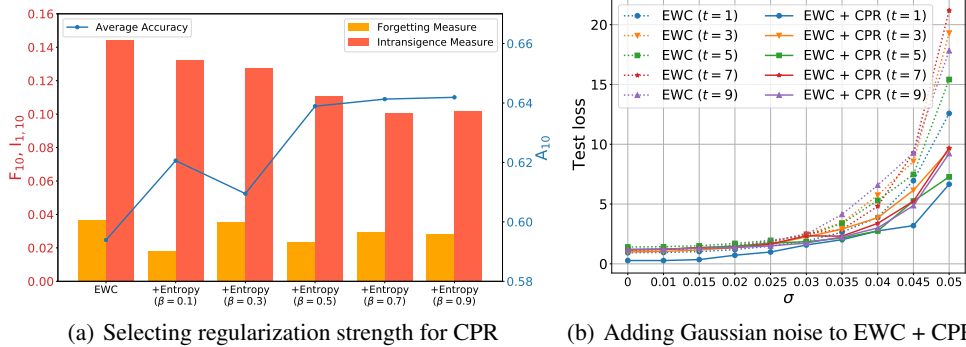 Average Accuracy
Forgetting Measure
Intransigence Measure
0.16
0.14
0.12
0.10
0.08
0.06
0.04
0.02
0.00
F10, I1, 10
0.66
0.64
0.62
0.60
0.58
A10
EWC
+Entropy
(β = 0.1)
+Entropy
(β = 0.3)
+Entropy
(β = 0.5)
+Entropy
(β = 0.7)
+Entropy
(β = 0.9)
(a) Selecting regularization strength for CPR
EWC (t = 1)
EWC (t = 3)
EWC (t = 5)
EWC (t = 7)
EWC (t = 9)
EWC + CPR (t = 1)
EWC + CPR (t = 3)
EWC + CPR (t = 5)
EWC + CPR (t = 7)
EWC + CPR (t = 9)
20
15
10
5
0
Test loss
0 0.01 0.015 0.02 0.025 0.03 0.035 0.04 0.045 0.05
σ
(b) Adding Gaussian noise to EWC + CPR